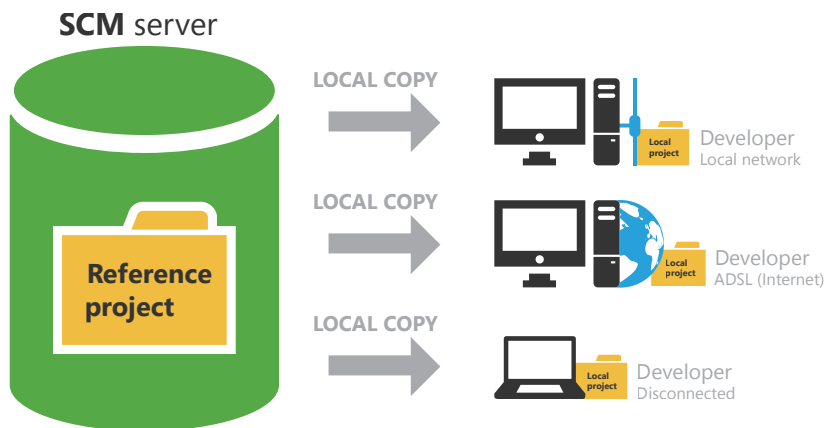 SCM server
LOCAL COPY
Local
project
Developer
Local network
LOCAL COPY
Reference
project
Local
project
Developer
ADSL (Internet)
LOCAL COPY
Local
project
Developer
Disconnected